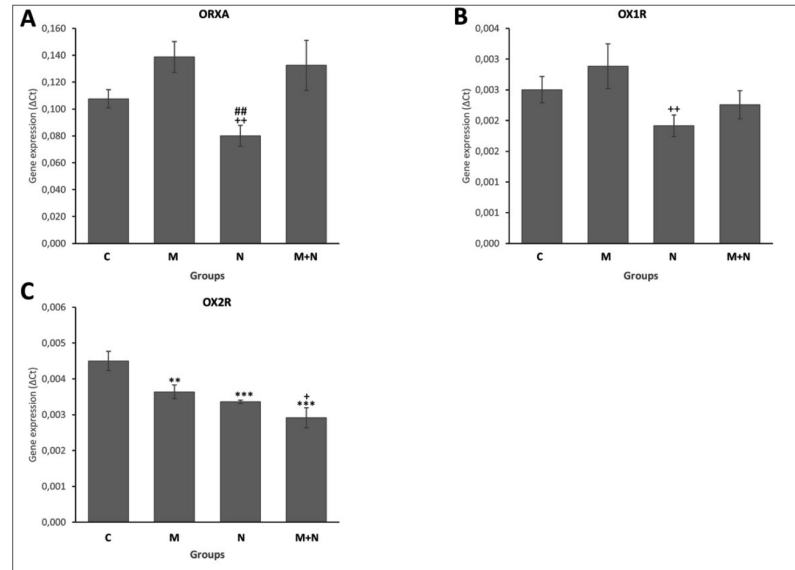 A
ORXA
Gene expression (ΔCt)
0,160
0,140
0,120
0,100
0,080
0,060
0,040
0,020
0,000
##
++
C M N M+N
Groups
B
OX1R
Gene expression (ΔCt)
0,004
0,003
0,003
0,002
0,002
0,001
0,001
0,000
++
C M N M+N
Groups
C
OX2R
Gene expression (ΔCt)
0,006
0,005
0,004
0,003
0,002
0,001
0,000
**
***
+
***
C M N M+N
Groups